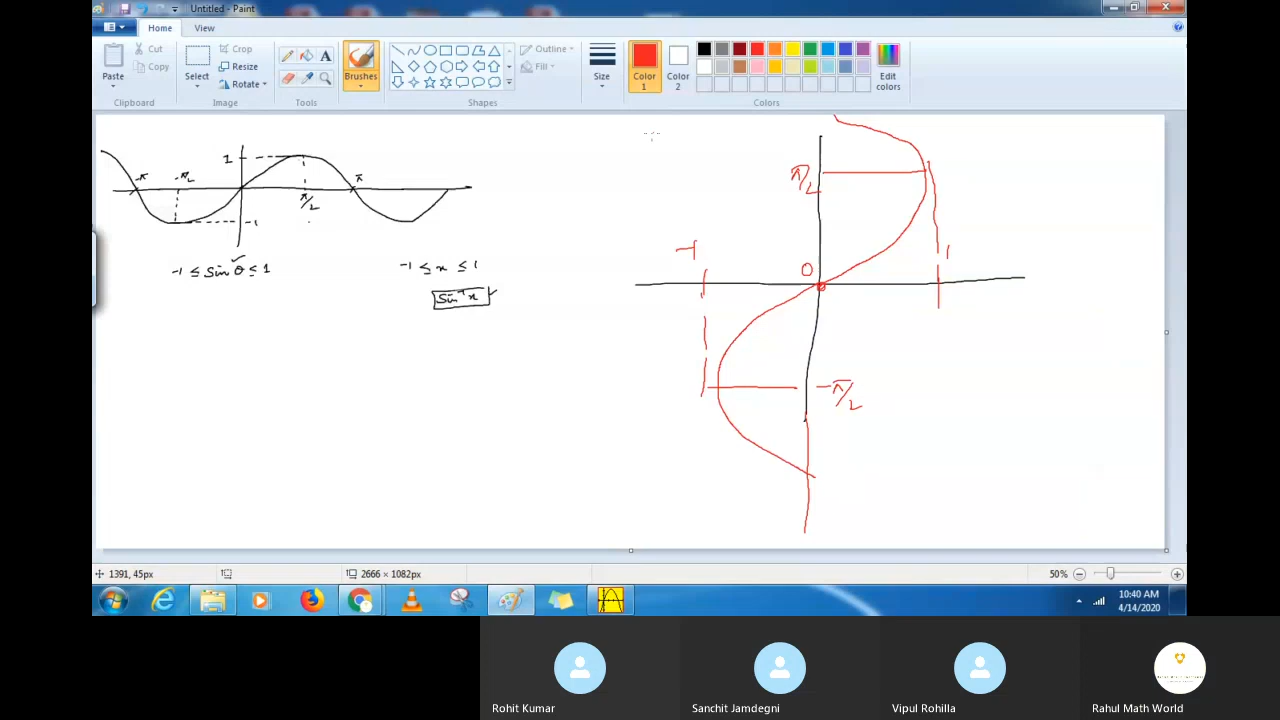 Untitled - Paint
Home View
Paste
Cut
Copy
Clipboard
Select
Crop
Resize
Rotate
Image
A
Tools
Brushes
Outline
Fill
Shapes
Size
Color 1
Color 2
Edit colors
Colors
-π
-π/2
1
π/2
π
-1
-1 ≤ sin θ ≤ 1
-1 ≤ x ≤ 1
sin⁻¹ x
π/2
-1
0
1
-π/2
1391, 45px
2666 × 1082px
50%
10:40 AM
4/14/2020
Rohit Kumar
Sanchit Jamdegni
Vipul Rohilla
Rahul Math World